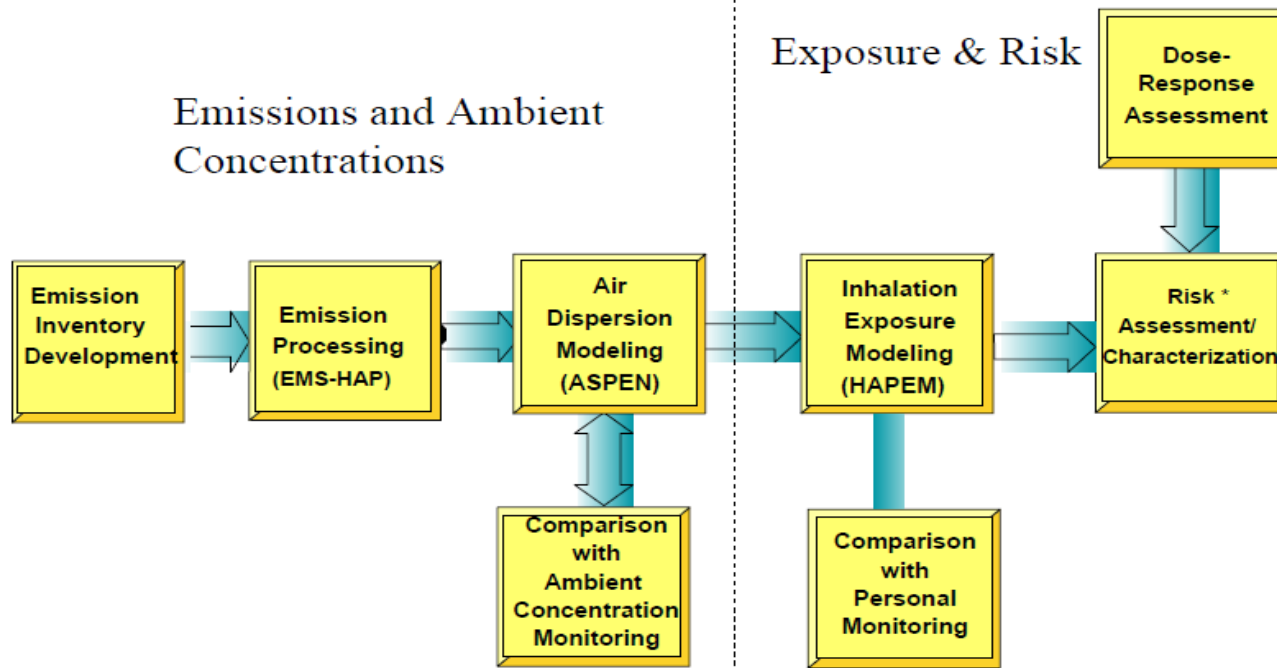 Emissions and Ambient
Concentrations
Exposure & Risk
Dose-
Response
Assessment
Emission
Inventory
Development
Emission
Processing
(EMS-HAP)
Air
Dispersion
Modeling
(ASPEN)
Inhalation
Exposure
Modeling
(HAPEM)
Risk *
Assessment/
Characterization
Comparison
with
Ambient
Concentration
Monitoring
Comparison
with
Personal
Monitoring